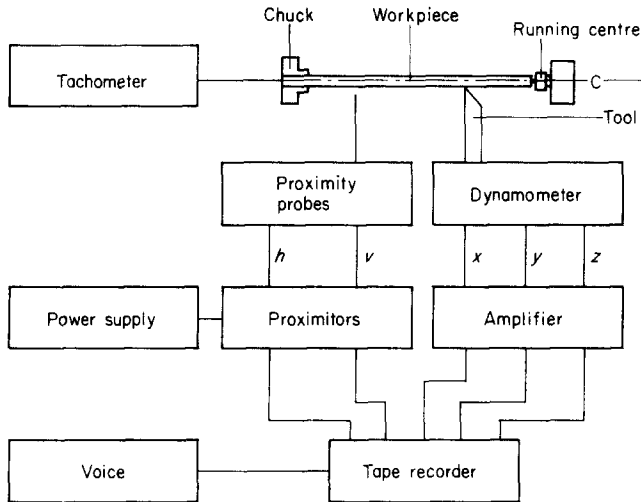 Chuck
Workpiece
Running centre
Tachometer
C
Tool
Proximity
probes
Dynamometer
h
v
x
y
z
Power supply
Proximitors
Amplifier
Voice
Tape recorder